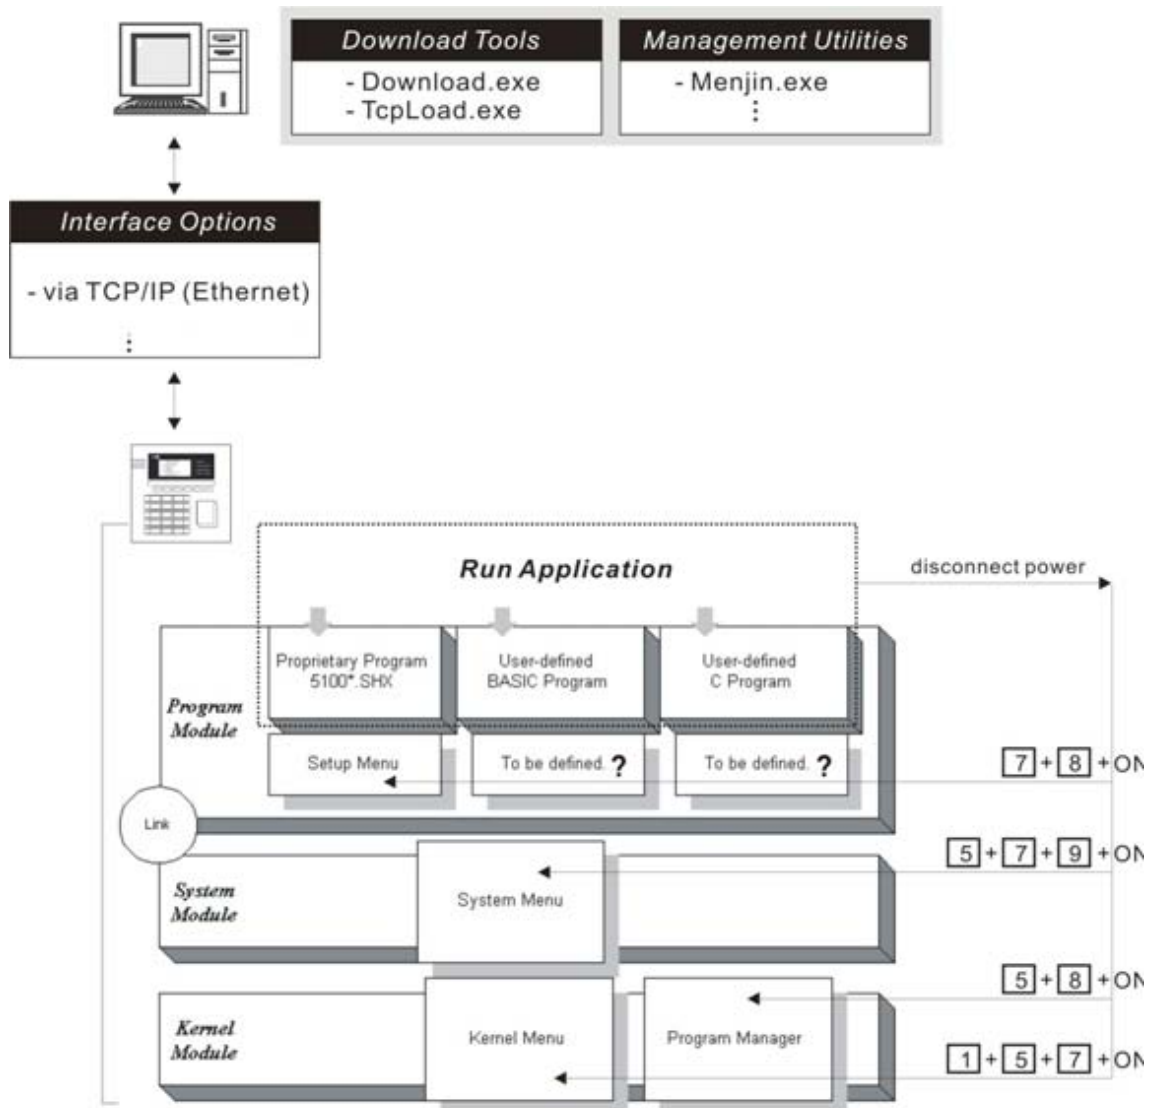 Download Tools
- Download.exe
- TcpLoad.exe
Management Utilities
- Menjin.exe
Interface Options
- via TCP/IP (Ethernet)
Run Application
disconnect power
Program
Module
Proprietary Program
5100*.SHX
User-defined
BASIC Program
User-defined
C Program
Setup Menu
To be defined. ?
To be defined. ?
7 + 8 + ON
Link
5 + 7 + 9 + ON
System
Module
System Menu
5 + 8 + ON
Kernel
Module
Kernel Menu
Program Manager
1 + 5 + 7 + ON